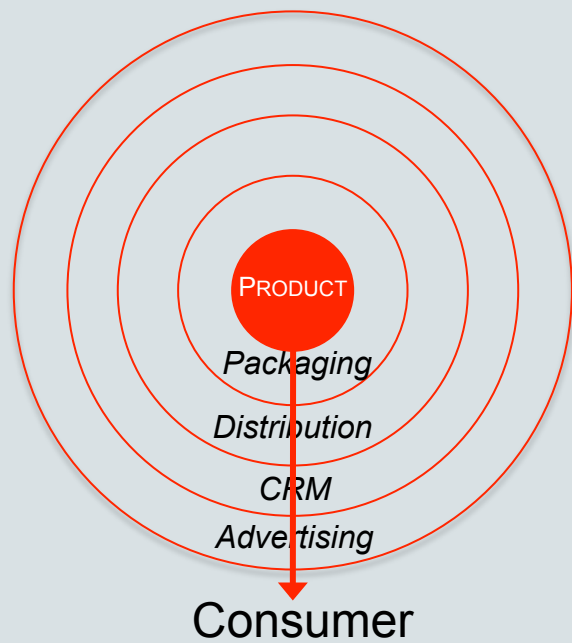 PRODUCT
Packaging
Distribution
CRM
Advertising
Consumer